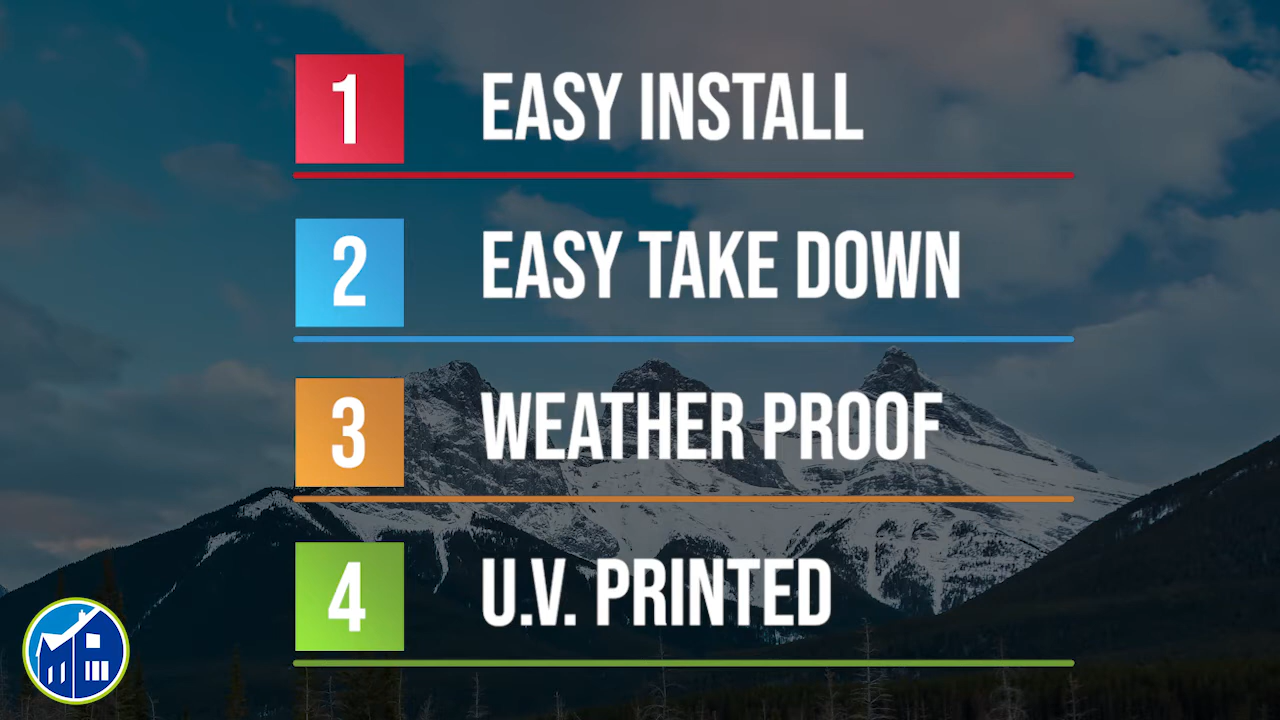 1 EASY INSTALL
2 EASY TAKE DOWN
3 WEATHER PROOF
4 U.V. PRINTED